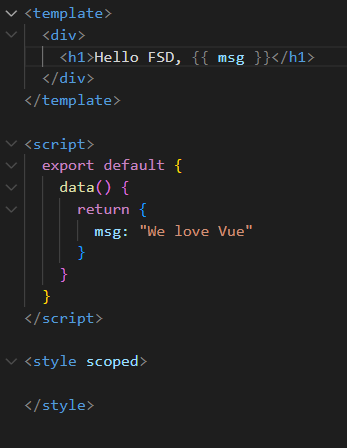 <template>
  <div>
    <h1>Hello FSD, {{ msg }}</h1>
  </div>
</template>

<script>
  export default {
    data() {
      return {
        msg: "We love Vue"
      }
    }
  }
</script>

<style scoped>

</style>